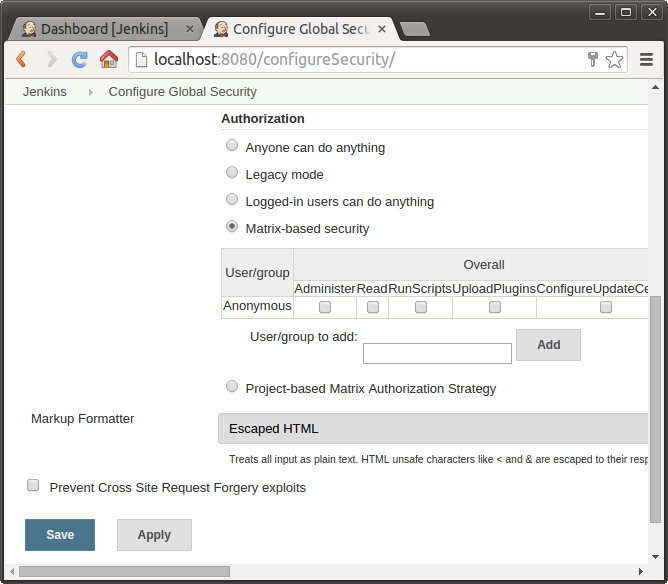 Dashboard [Jenkins]
Configure Global Secu
localhost:8080/configureSecurity/
Jenkins Configure Global Security
Authorization
Anyone can do anything
Legacy mode
Logged-in users can do anything
Matrix-based security
User/group Overall
Administer Read RunScripts UploadPlugins ConfigureUpdateCe
Anonymous
User/group to add: Add
Project-based Matrix Authorization Strategy
Markup Formatter
Escaped HTML
Treats all input as plain text. HTML unsafe characters like < and & are escaped to their resp
Prevent Cross Site Request Forgery exploits
Save Apply